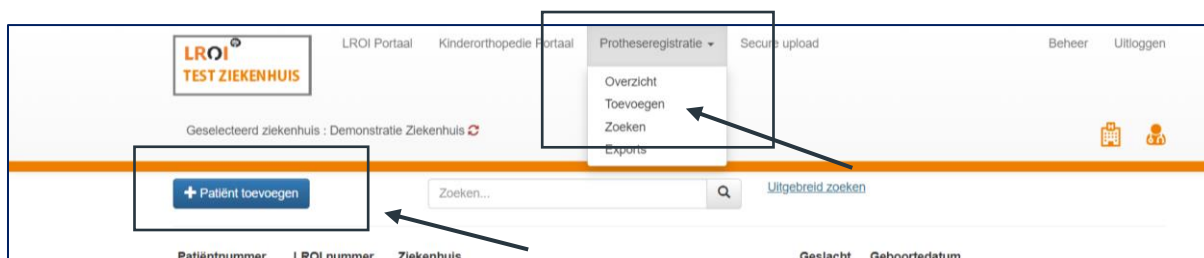 LROI
TEST ZIEKENHUIS
LROI Portaal Kinderorthopedie Portaal Protheseregistratie Secure upload Beheer Uitloggen
Overzicht
Toevoegen
Zoeken
Exports
Geselecteerd ziekenhuis : Demonstratie Ziekenhuis
+ Patiënt toevoegen Zoeken... Uitgebreid zoeken
Patiëntnummer LROI nummer Ziekenhuis Geslacht Geboortedatum